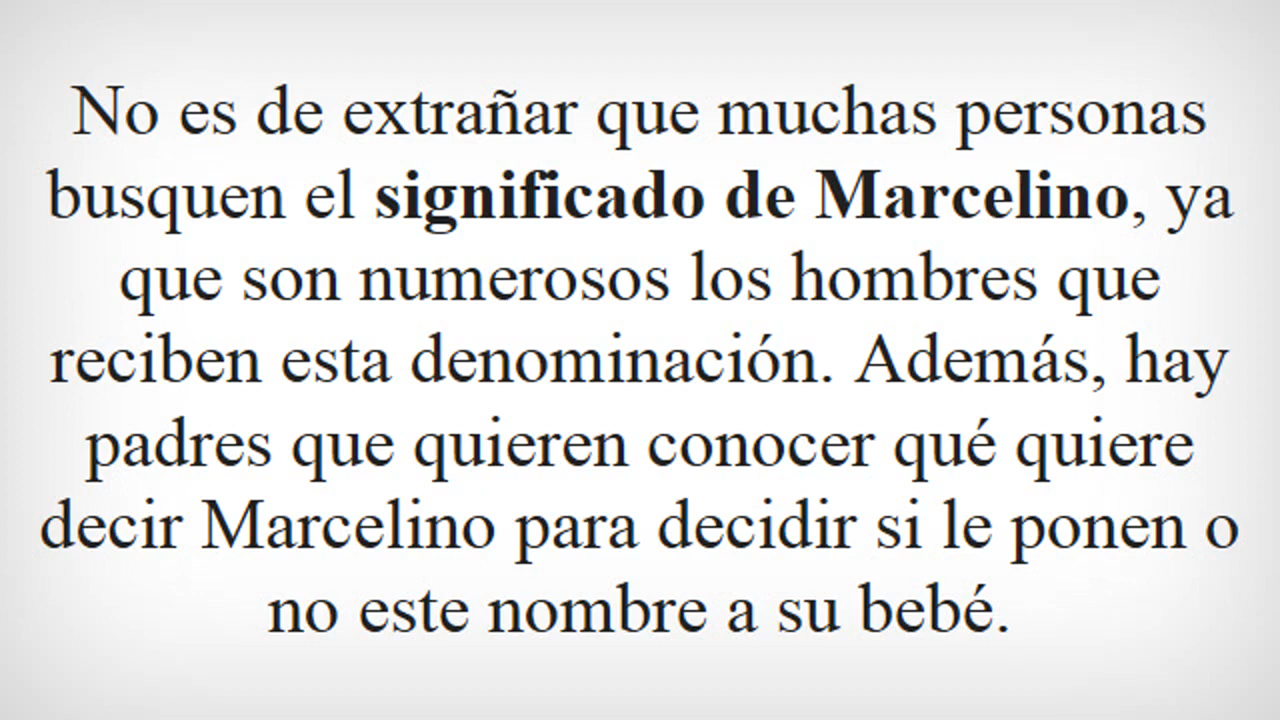 No es de extrañar que muchas personas
busquen el significado de Marcelino, ya
que son numerosos los hombres que
reciben esta denominación. Además, hay
padres que quieren conocer qué quiere
decir Marcelino para decidir si le ponen o
no este nombre a su bebé.